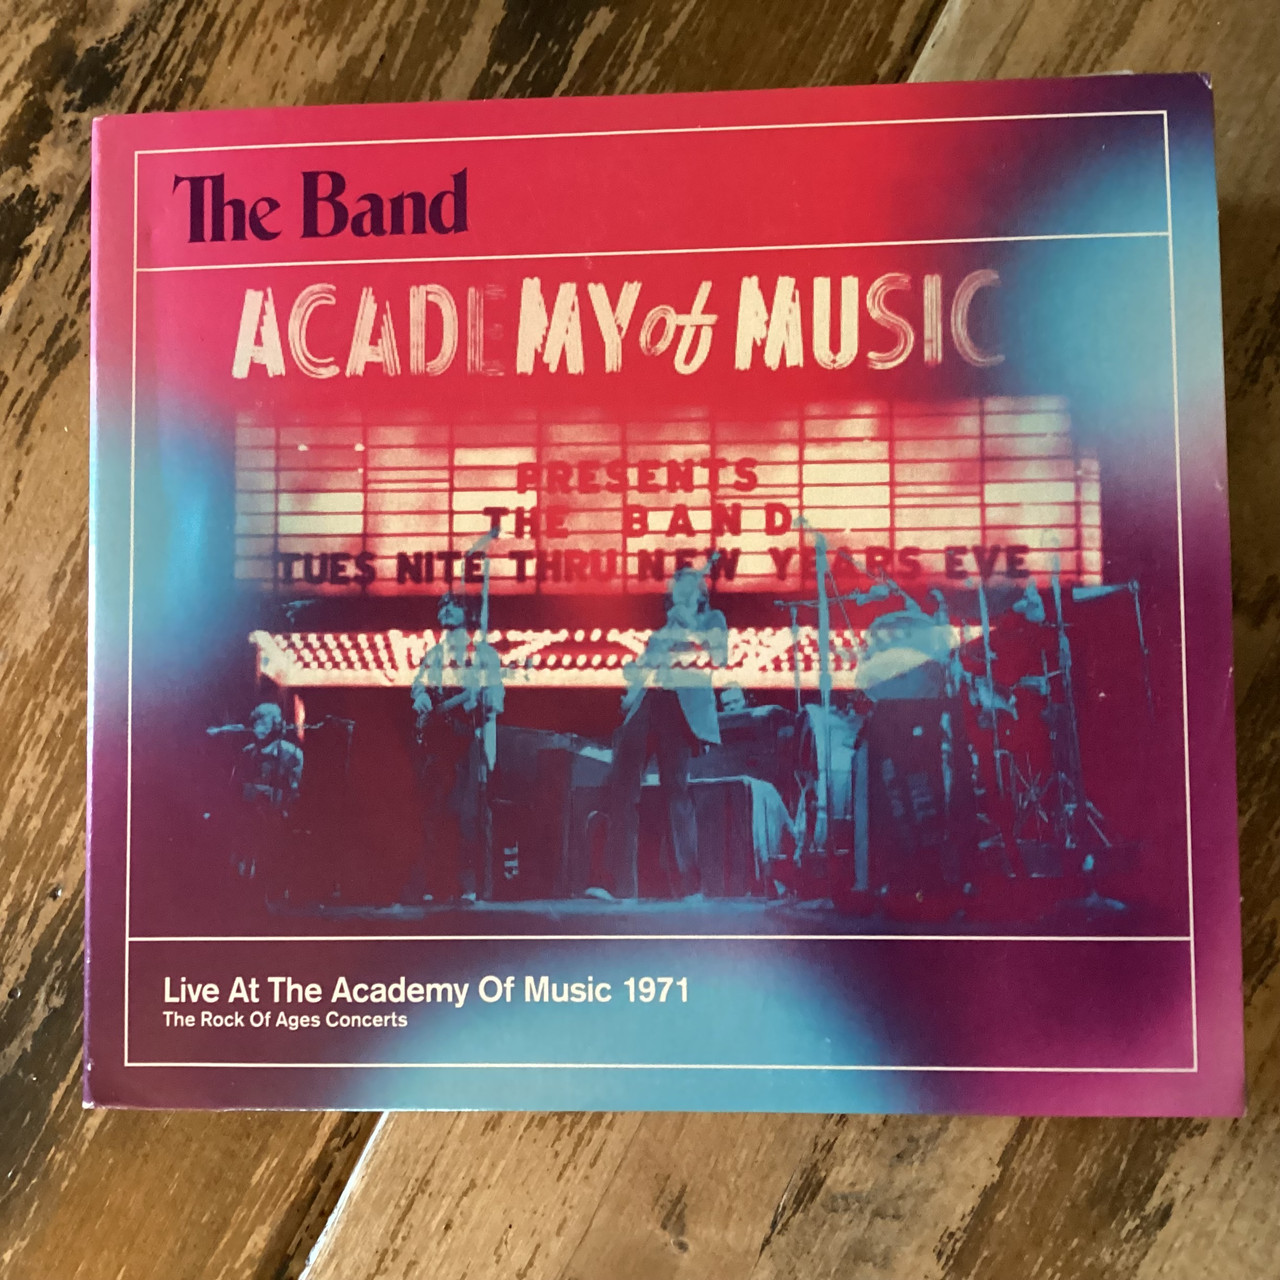 The Band
ACADEMY of MUSIC
PRESENTS
THE BAND
TUES NITE THRU NEW YEARS EVE
Live At The Academy Of Music 1971
The Rock Of Ages Concerts